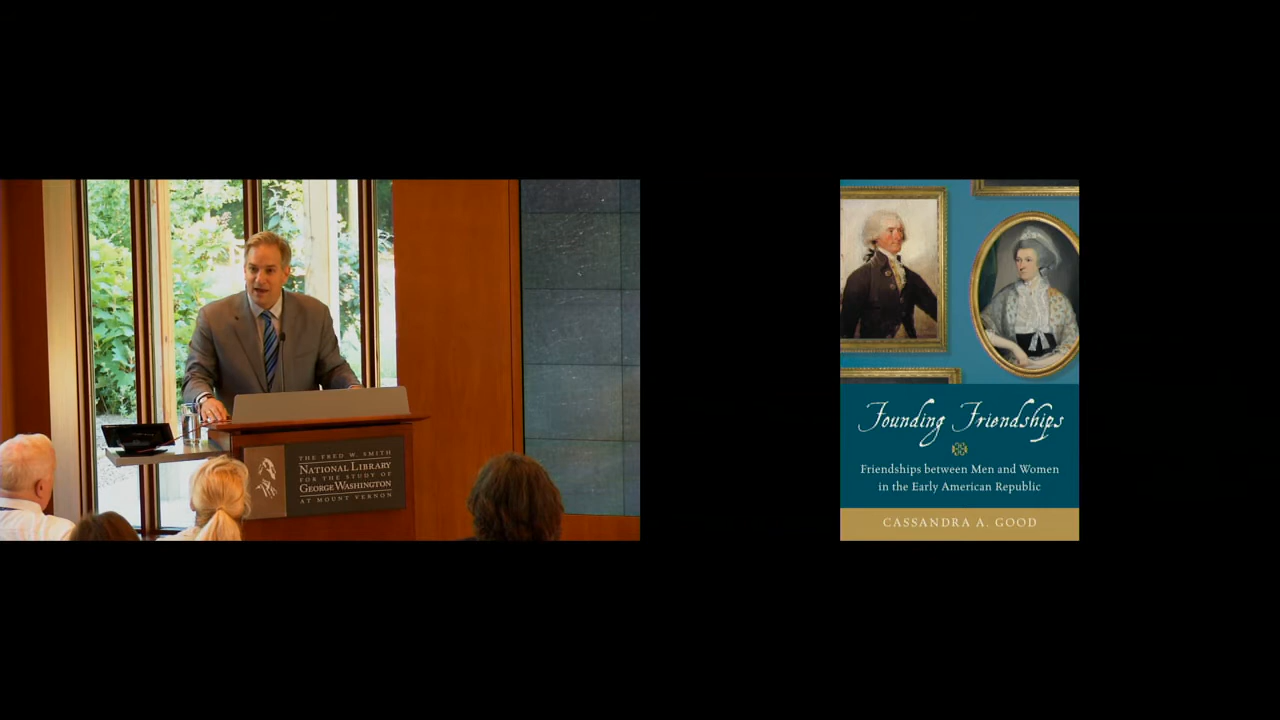 THE FRED W. SMITH
NATIONAL LIBRARY
FOR THE STUDY OF
GEORGE WASHINGTON
AT MOUNT VERNON
Founding Friendships
Friendships between Men and Women
in the Early American Republic
CASSANDRA A. GOOD